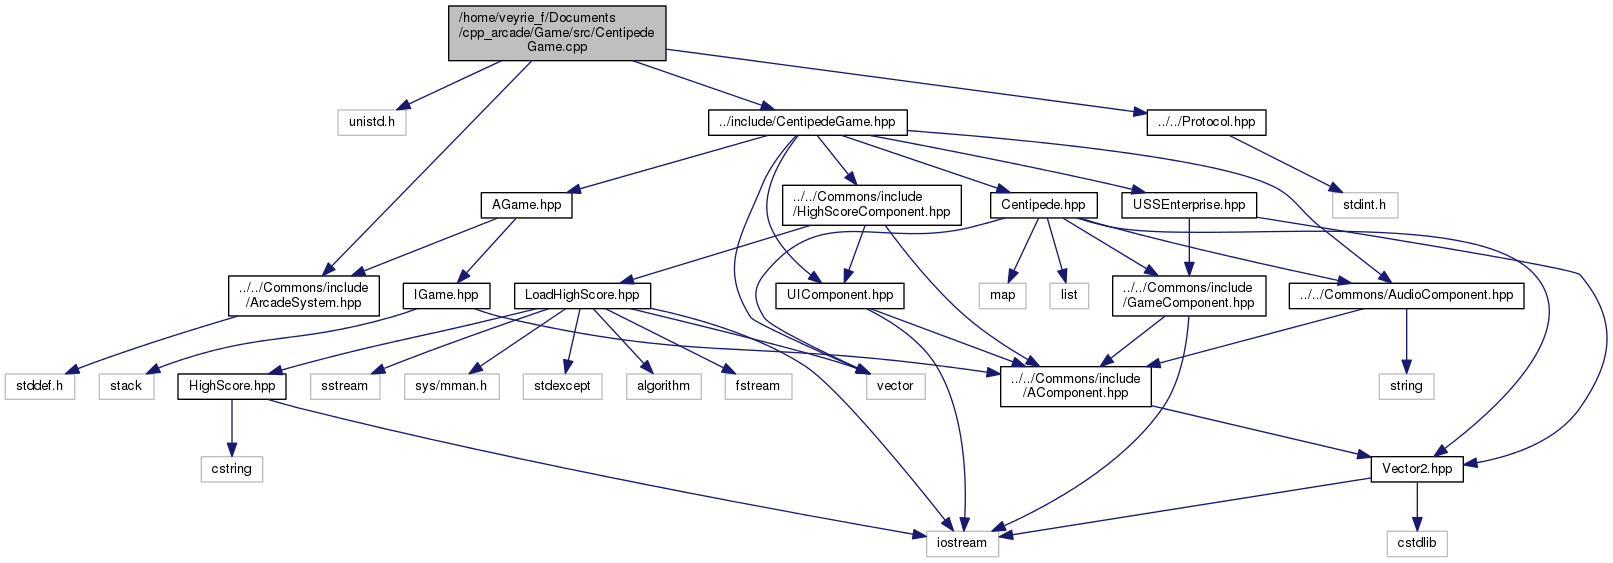 /home/veyrie_f/Documents
/cpp_arcade/Game/src/Centipede
Game.cpp
unistd.h
../include/CentipedeGame.hpp
../../Protocol.hpp
AGame.hpp
../../Commons/include
/HighScoreComponent.hpp
Centipede.hpp
USSEnterprise.hpp
stdint.h
../../Commons/include
/ArcadeSystem.hpp
IGame.hpp
LoadHighScore.hpp
UIComponent.hpp
map
list
../../Commons/include
/GameComponent.hpp
../../Commons/AudioComponent.hpp
stddef.h
stack
HighScore.hpp
sstream
sys/mman.h
stdexcept
algorithm
fstream
vector
../../Commons/include
/AComponent.hpp
string
cstring
Vector2.hpp
iostream
cstdlib